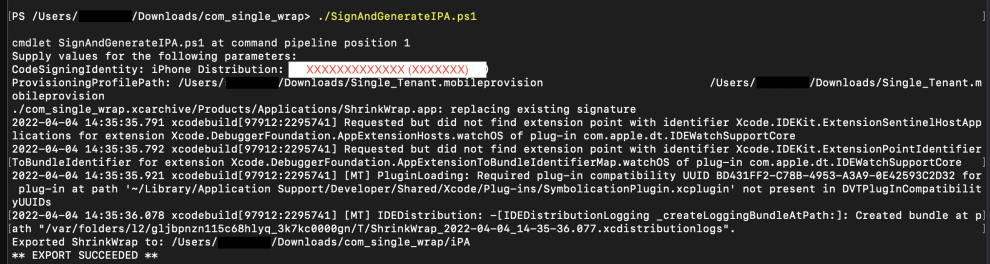 [PS /Users/ /Downloads/com_single_wrap> ./SignAndGenerateIPA.ps1 ]
cmdlet SignAndGenerateIPA.ps1 at command pipeline position 1
Supply values for the following parameters:
CodeSigningIdentity: iPhone Distribution: XXXXXXXXXXXXX (XXXXXXX) )
ProvisioningProfilePath: /Users/ /Downloads/Single_Tenant.mobileprovision /Users/ /Downloads/Single_Tenant.m
obileprovision
./com_single_wrap.xcarchive/Products/Applications/ShrinkWrap.app: replacing existing signature
2022-04-04 14:35:35.791 xcodebuild[97912:2295741] Requested but did not find extension point with identifier Xcode.IDEKit.ExtensionSentinelHostApp
lications for extension Xcode.DebuggerFoundation.AppExtensionHosts.watchOS of plug-in com.apple.dt.IDEWatchSupportCore
2022-04-04 14:35:35.792 xcodebuild[97912:2295741] Requested but did not find extension point with identifier Xcode.IDEKit.ExtensionPointIdentifier
[ToBundleIdentifier for extension Xcode.DebuggerFoundation.AppExtensionToBundleIdentifierMap.watchOS of plug-in com.apple.dt.IDEWatchSupportCore ]
2022-04-04 14:35:35.921 xcodebuild[97912:2295741] [MT] PluginLoading: Required plug-in compatibility UUID BD431FF2-C78B-4953-A3A9-0E42593C2D32 for
plug-in at path '~/Library/Application Support/Developer/Shared/Xcode/Plug-ins/SymbolicationPlugin.xcplugin' not present in DVTPlugInCompatibilit
yUUIDs
[2022-04-04 14:35:36.078 xcodebuild[97912:2295741] [MT] IDEDistribution: -[IDEDistributionLogging _createLoggingBundleAtPath:]: Created bundle at p]
[ath "/var/folders/l2/gljbpnzn115c68hlyq_3k7kc0000gn/T/ShrinkWrap_2022-04-04_14-35-36.077.xcdistributionlogs". ]
Exported ShrinkWrap to: /Users/ /Downloads/com_single_wrap/iPA
** EXPORT SUCCEEDED **